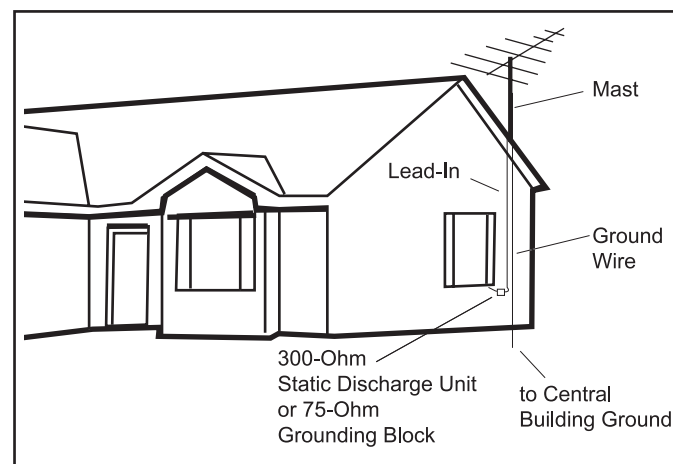 Mast
Lead-In
Ground
Wire
300-Ohm
Static Discharge Unit
or 75-Ohm
Grounding Block
to Central
Building Ground